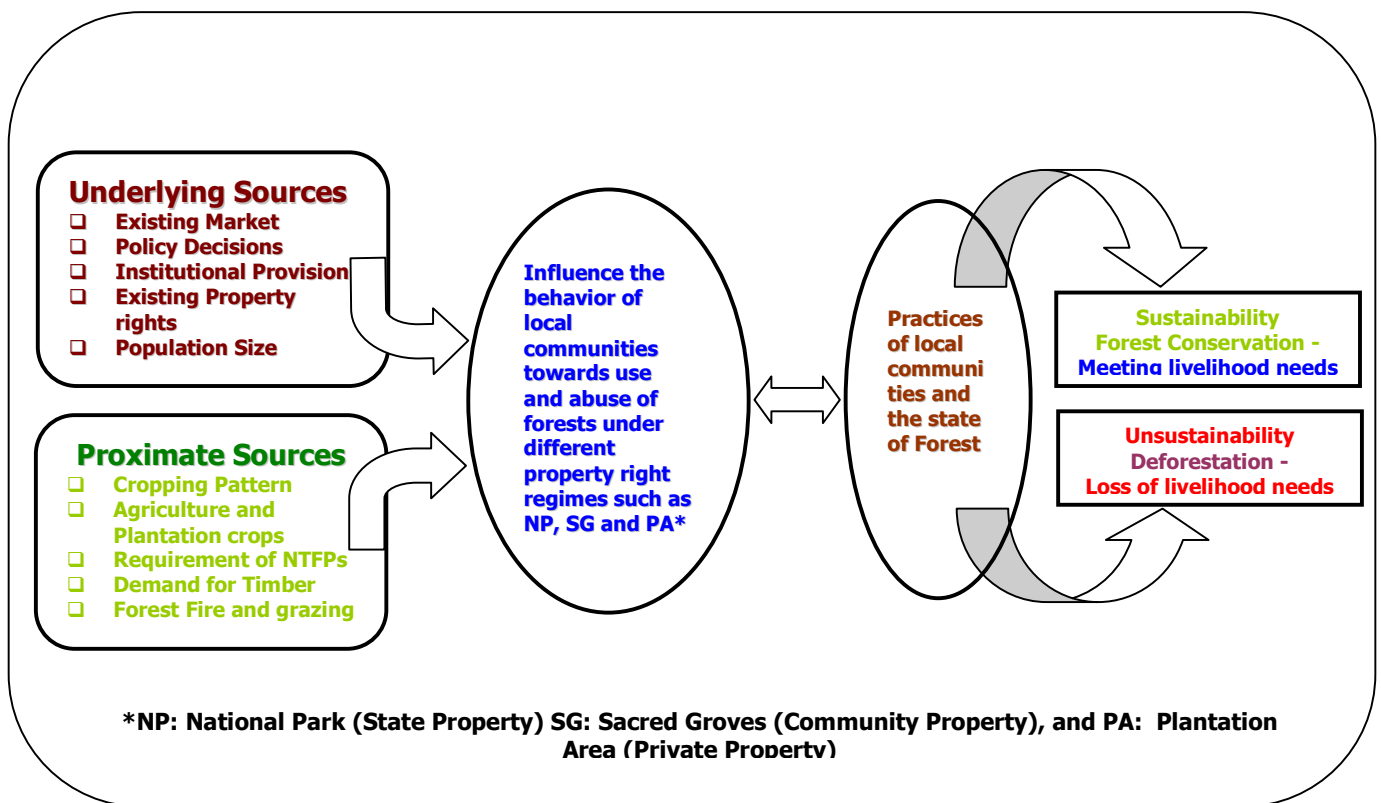 Underlying Sources
❑ Existing Market
❑ Policy Decisions
❑ Institutional Provision
❑ Existing Property
rights
❑ Population Size
Proximate Sources
❑ Cropping Pattern
❑ Agriculture and
Plantation crops
❑ Requirement of NTFPs
❑ Demand for Timber
❑ Forest Fire and grazing
Influence the
behavior of
local
communities
towards use
and abuse of
forests under
different
property right
regimes such as
NP, SG and PA*
Practices
of local
communi
ties and
the state
of Forest
Sustainability
Forest Conservation -
Meeting livelihood needs
Unsustainability
Deforestation -
Loss of livelihood needs
*NP: National Park (State Property) SG: Sacred Groves (Community Property), and PA: Plantation
Area (Private Property)